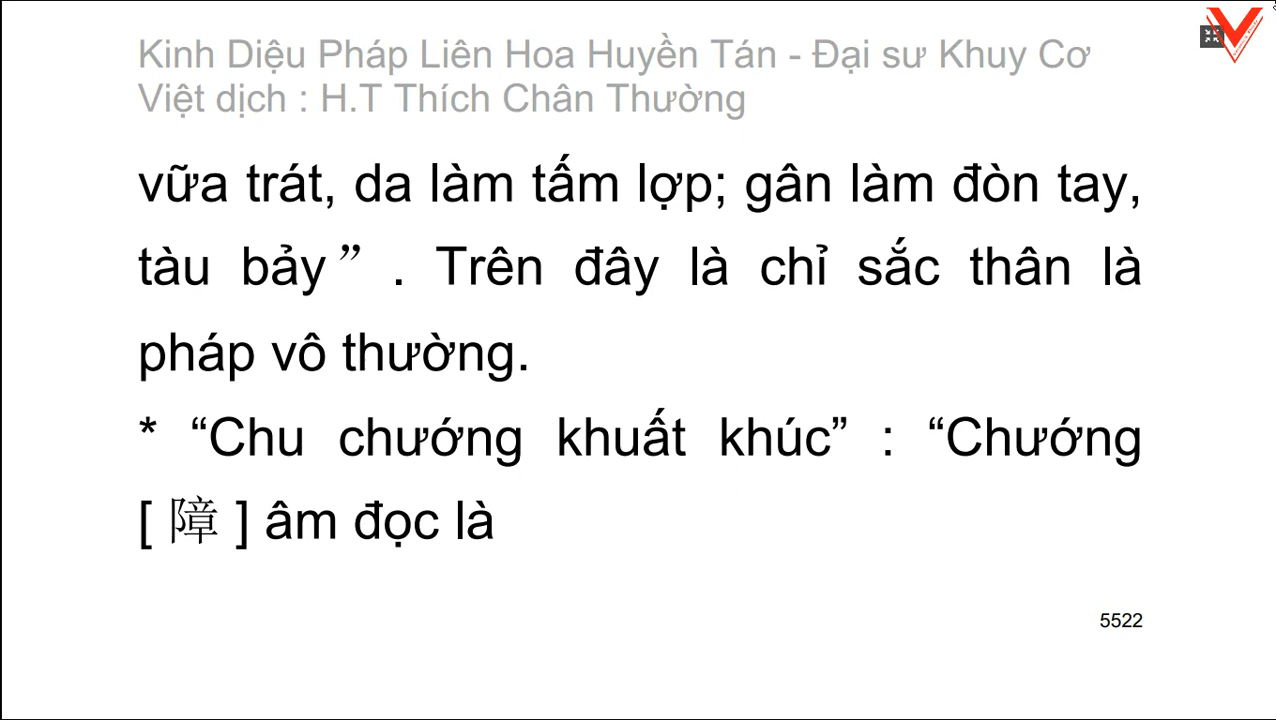 Kinh Diệu Pháp Liên Hoa Huyền Tán - Đại sư Khuy Cơ
Việt dịch : H.T Thích Chân Thường
vữa trát, da làm tấm lợp; gân làm đòn tay,
tàu bảy” . Trên đây là chỉ sắc thân là
pháp vô thường.
* “Chu chướng khuất khúc” : “Chướng
[ 障 ] âm đọc là
5522